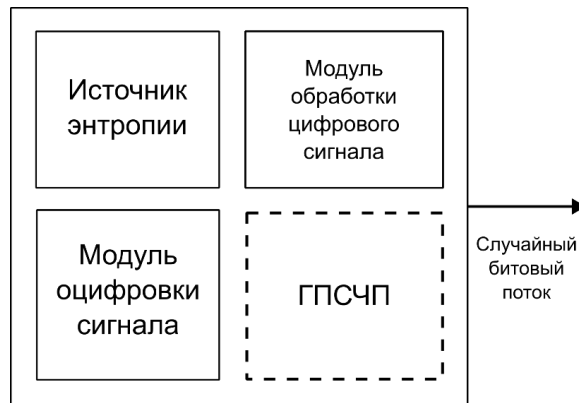 Источник
энтропии
Модуль
обработки
цифрового
сигнала
Модуль
оцифровки
сигнала
ГПСЧП
Случайный
битовый
поток